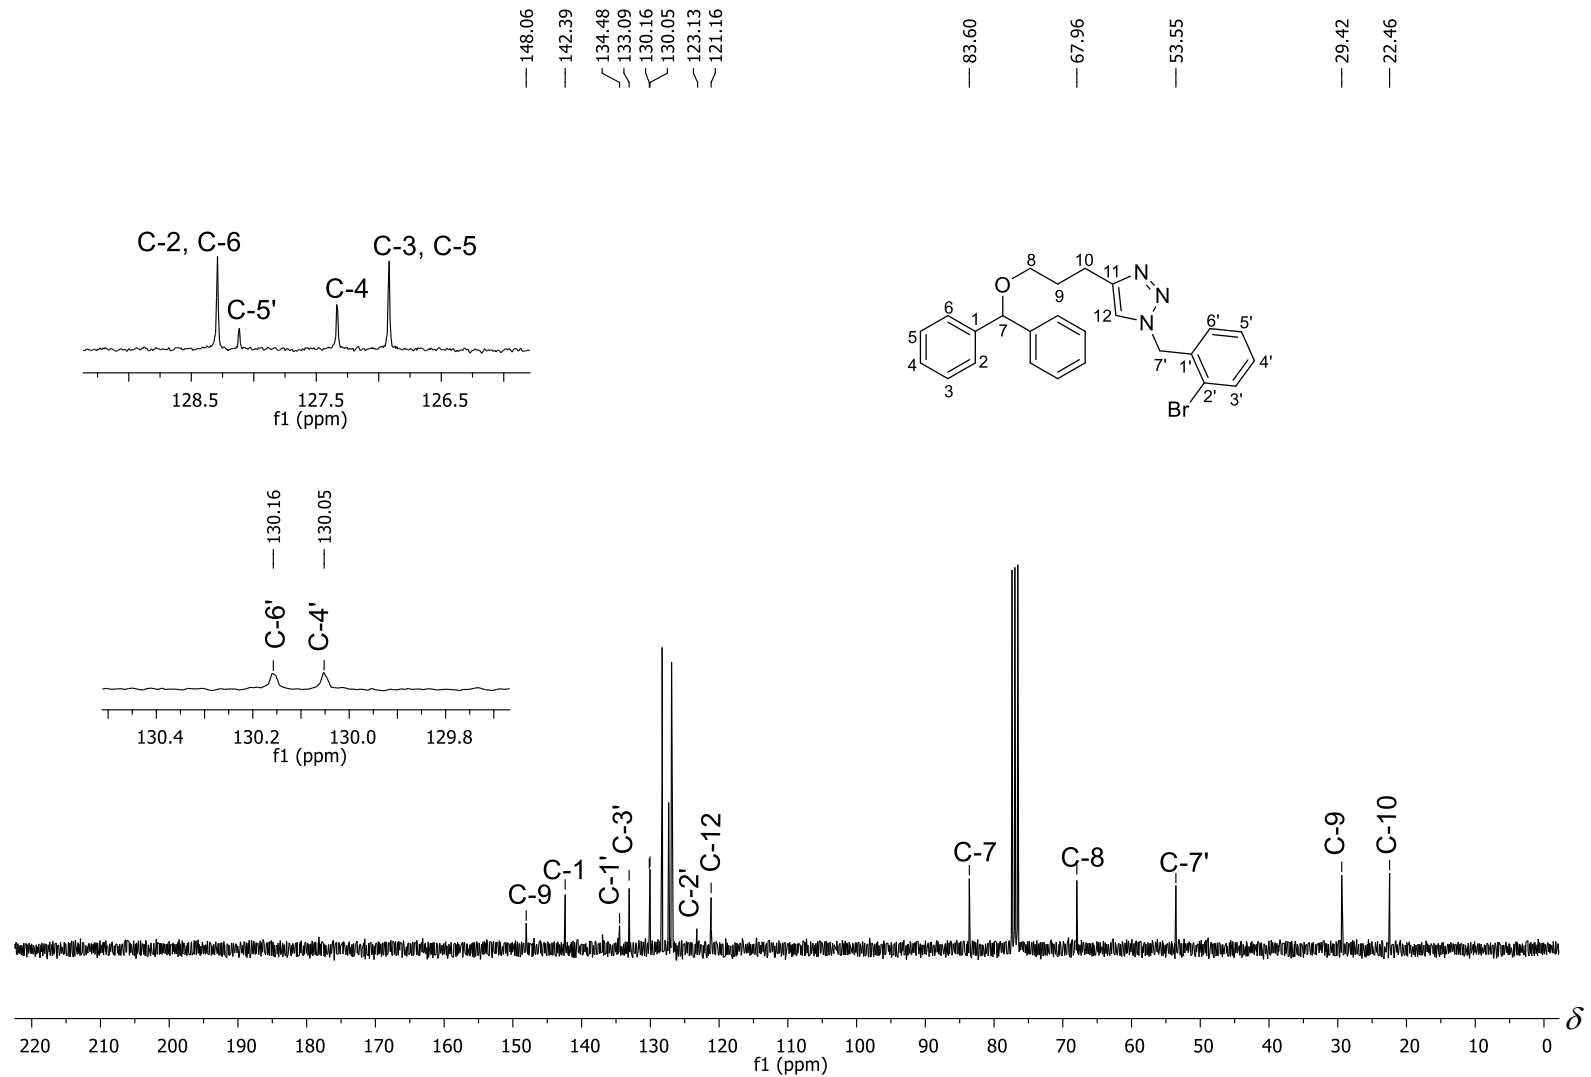 148.06
142.39
134.48
133.09
130.16
130.05
123.13
121.16
83.60
67.96
53.55
29.42
22.46
C-2, C-6
C-5'
C-4
C-3, C-5
128.5 127.5 126.5
f1 (ppm)
8
10
11
N
N
N
O
9
12
6
1
7
5
4
2
3
7'
6'
5'
1'
4'
2'
3'
Br
130.16
130.05
C-6'
C-4'
130.4 130.2 130.0 129.8
f1 (ppm)
C-9
C-1
C-1'
C-3'
C-2'
C-12
C-7
C-8
C-7'
C-9
C-10
220 210 200 190 180 170 160 150 140 130 120 110 100 90 80 70 60 50 40 30 20 10 0
f1 (ppm)
δ